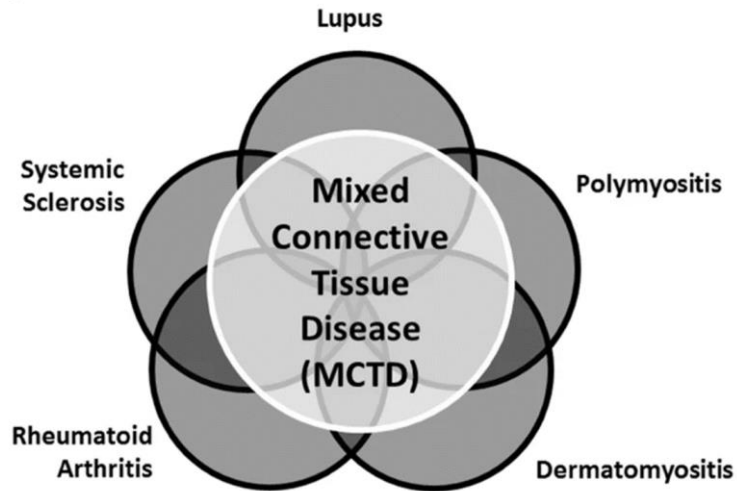 Lupus
Systemic
Sclerosis
Polymyositis
Mixed
Connective
Tissue
Disease
(MCTD)
Rheumatoid
Arthritis
Dermatomyositis